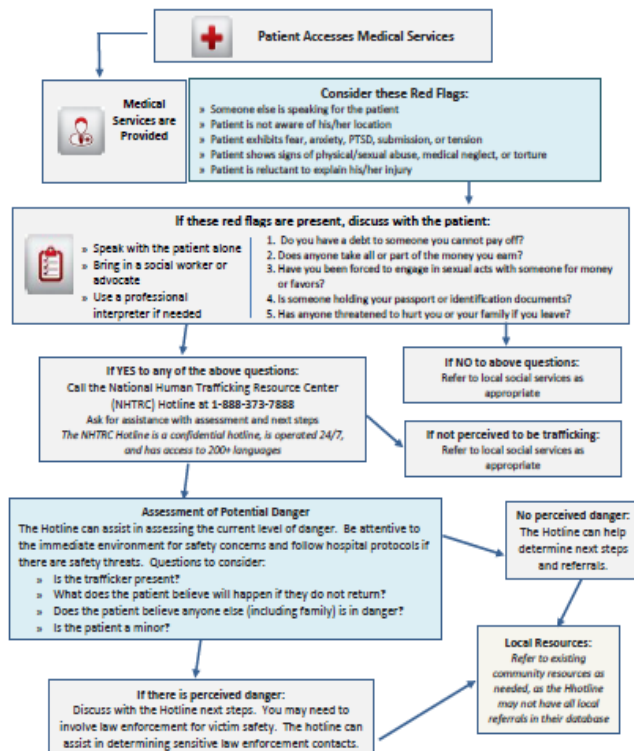 Patient Accesses Medical Services
Medical
Services are
Provided
Consider these Red Flags:
» Someone else is speaking for the patient
» Patient is not aware of his/her location
» Patient exhibits fear, anxiety, PTSD, submission, or tension
» Patient shows signs of physical/sexual abuse, medical neglect, or torture
» Patient is reluctant to explain his/her injury
If these red flags are present, discuss with the patient:
» Speak with the patient alone
» Bring in a social worker or
advocate
» Use a professional
interpreter if needed
1. Do you have a debt to someone you cannot pay off?
2. Does anyone take all or part of the money you earn?
3. Have you been forced to engage in sexual acts with someone for money
or favors?
4. Is someone holding your passport or identification documents?
5. Has anyone threatened to hurt you or your family if you leave?
If YES to any of the above questions:
Call the National Human Trafficking Resource Center
(NHTRC) Hotline at 1-888-373-7888
Ask for assistance with assessment and next steps
The NHTRC Hotline is a confidential hotline, is operated 24/7,
and has access to 200+ languages
If NO to above questions:
Refer to local social services as
appropriate
If not perceived to be trafficking:
Refer to local social services as
appropriate
Assessment of Potential Danger
The Hotline can assist in assessing the current level of danger. Be attentive to
the immediate environment for safety concerns and follow hospital protocols if
there are safety threats. Questions to consider:
» Is the trafficker present?
» What does the patient believe will happen if they do not return?
» Does the patient believe anyone else (including family) is in danger?
» Is the patient a minor?
No perceived danger:
The Hotline can help
determine next steps
and referrals.
Local Resources:
Refer to existing
community resources as
needed, as the Hhotline
may not have all local
referrals in their database
If there is perceived danger:
Discuss with the Hotline next steps. You may need to
involve law enforcement for victim safety. The hotline can
assist in determining sensitive law enforcement contacts.